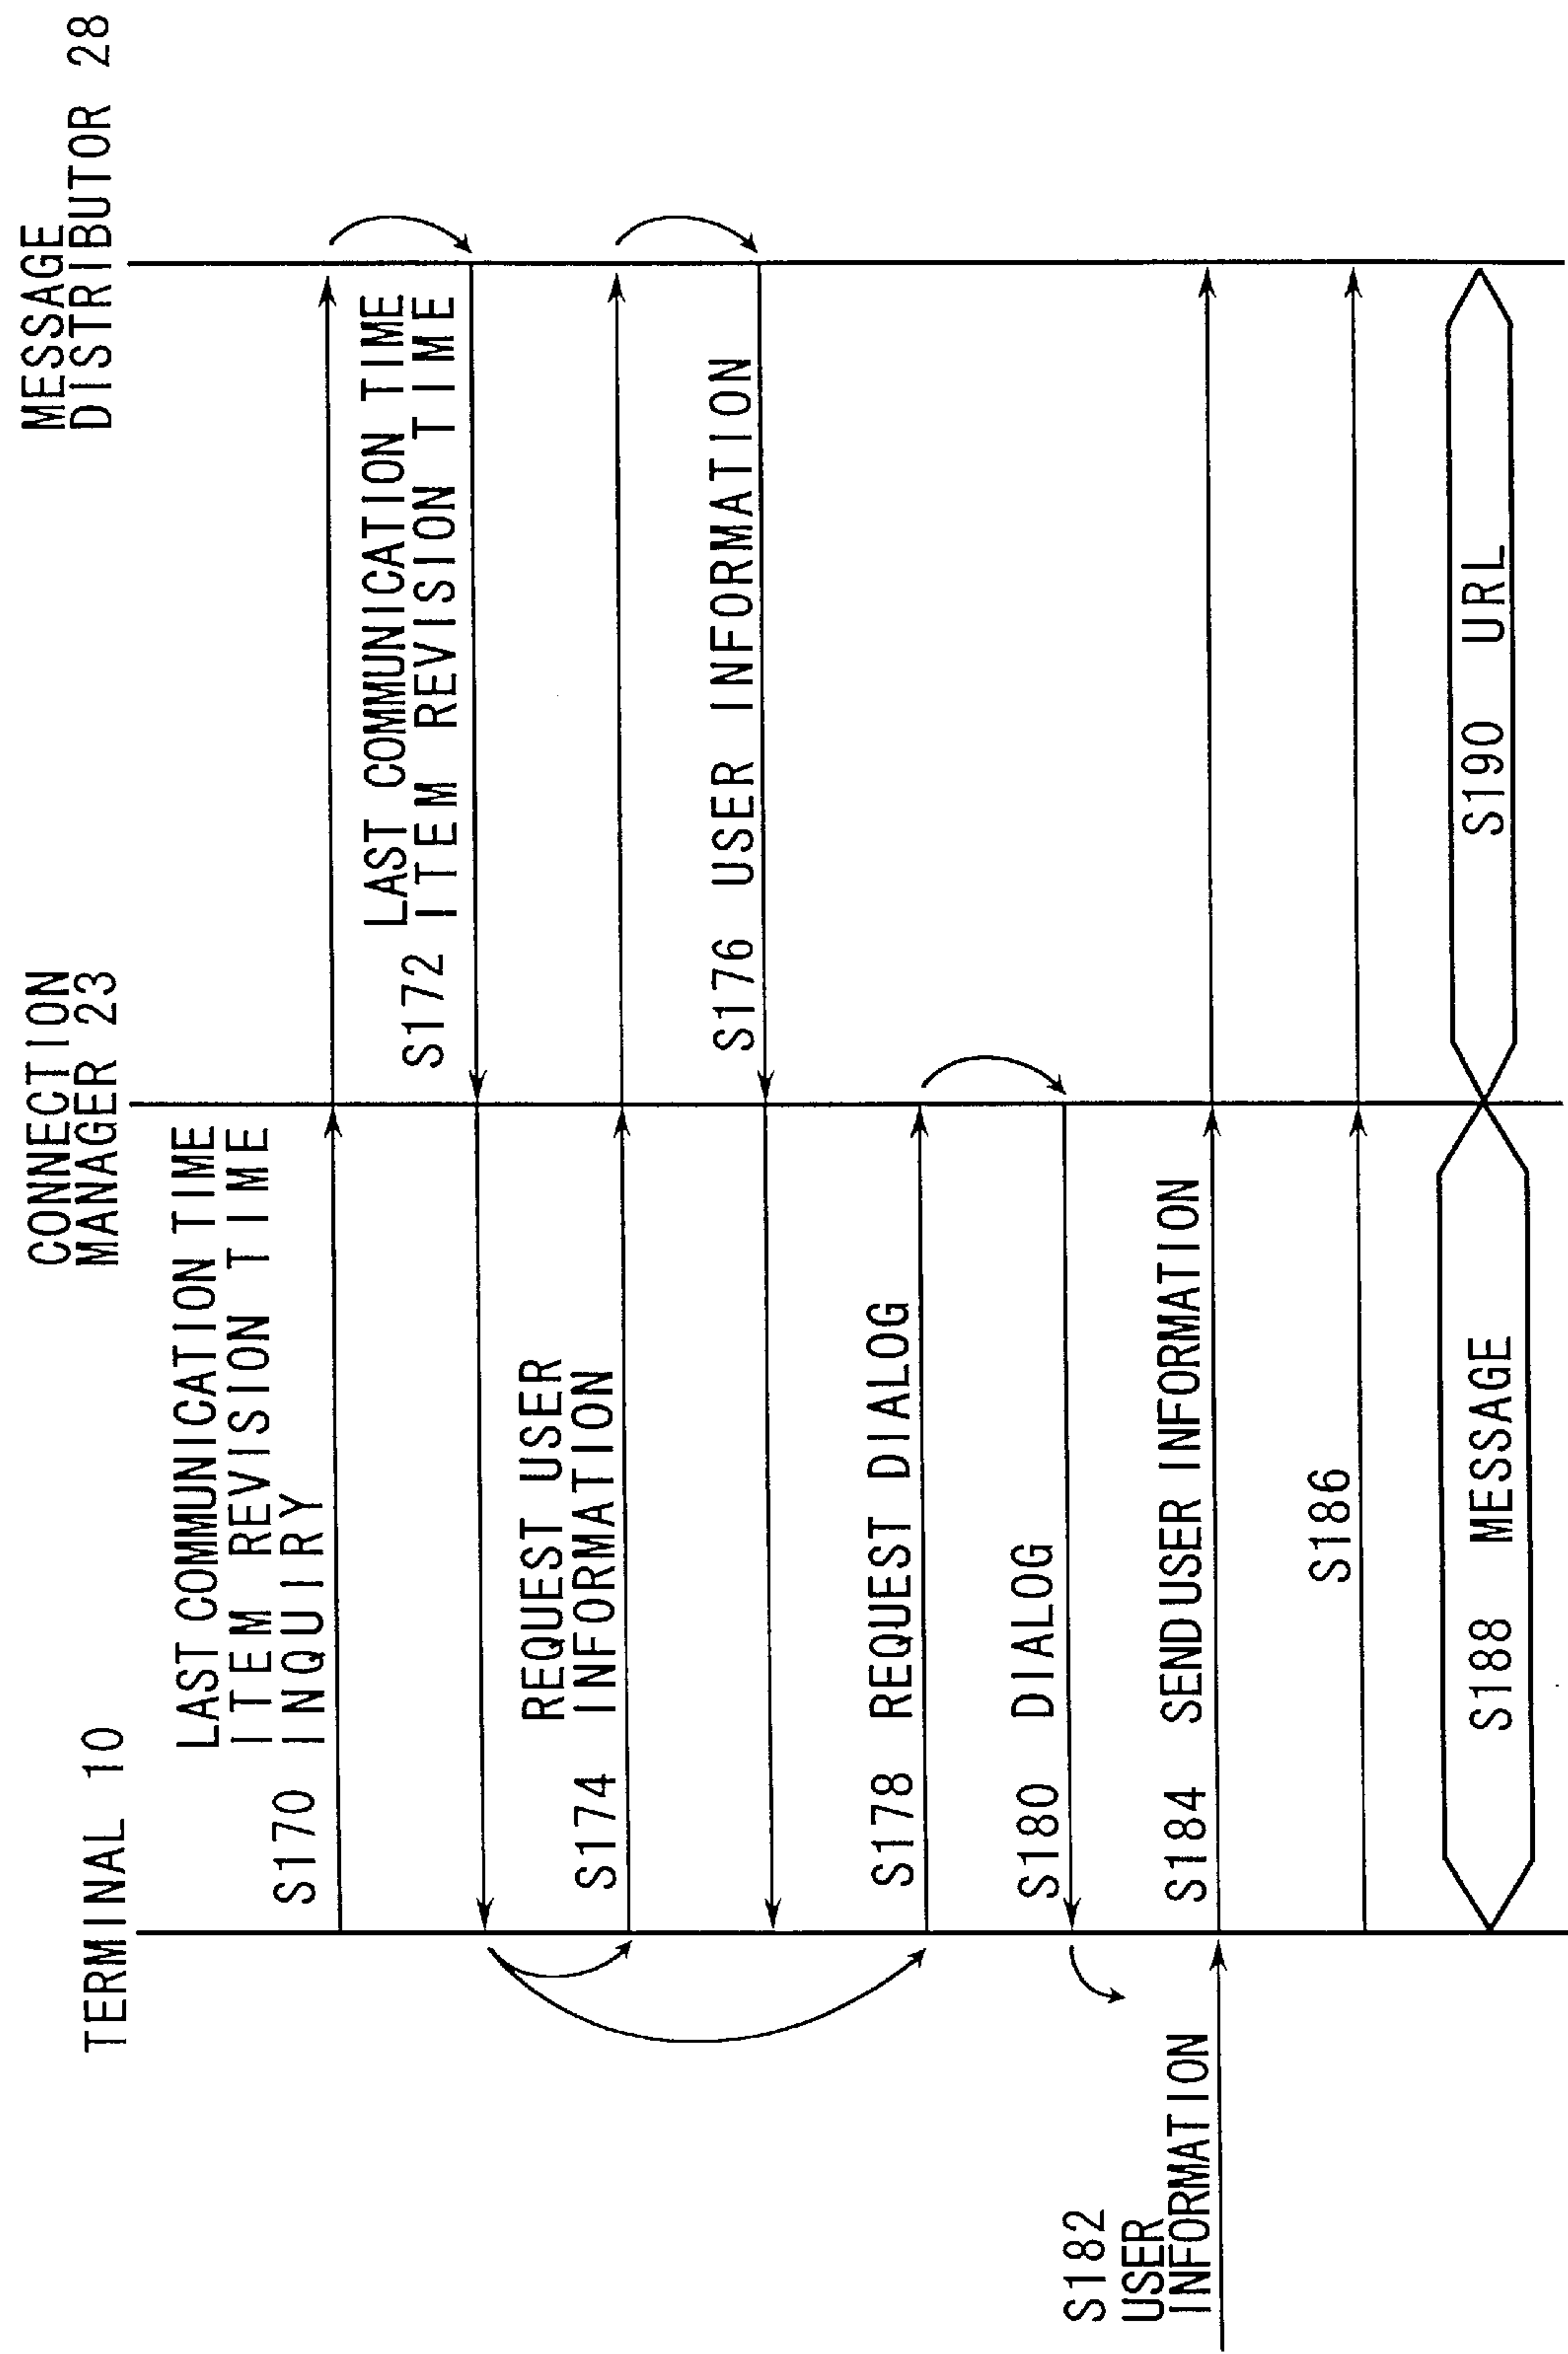 TERMINAL 10
CONNECTION
MANAGER 23
MESSAGE
DISTRIBUTOR 28
LAST COMMUNICATION TIME
ITEM REVISION TIME
S170 INQUIRY
LAST COMMUNICATION TIME
S172 ITEM REVISION TIME
REQUEST USER
S174 INFORMATION
S176 USER INFORMATION
S178 REQUEST DIALOG
S180 DIALOG
S182
USER
INFORMATION
S184 SEND USER INFORMATION
S186
S188 MESSAGE
S190 URL